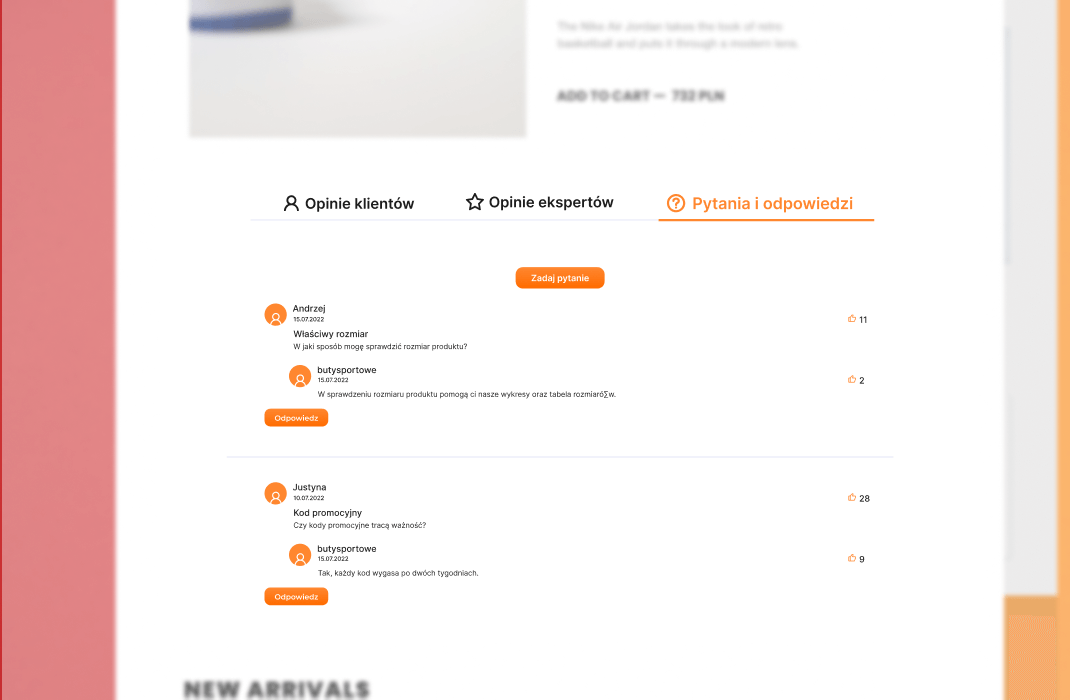 The Nike Air Jordan takes the look of retro
basketball and puts it through a modern lens.
ADD TO CART — 732 PLN
Opinie klientów
Opinie ekspertów
Pytania i odpowiedzi
Zadaj pytanie
Andrzej
15.07.2022
11
Właściwy rozmiar
W jaki sposób mogę sprawdzić rozmiar produktu?
butysportowe
15.07.2022
2
W sprawdzeniu rozmiaru produktu pomogą ci nasze wykresy oraz tabela rozmiaró∑w.
Odpowiedz
Justyna
10.07.2022
28
Kod promocyjny
Czy kody promocyjne tracą ważność?
butysportowe
15.07.2022
9
Tak, każdy kod wygasa po dwóch tygodniach.
Odpowiedz
NEW ARRIVALS